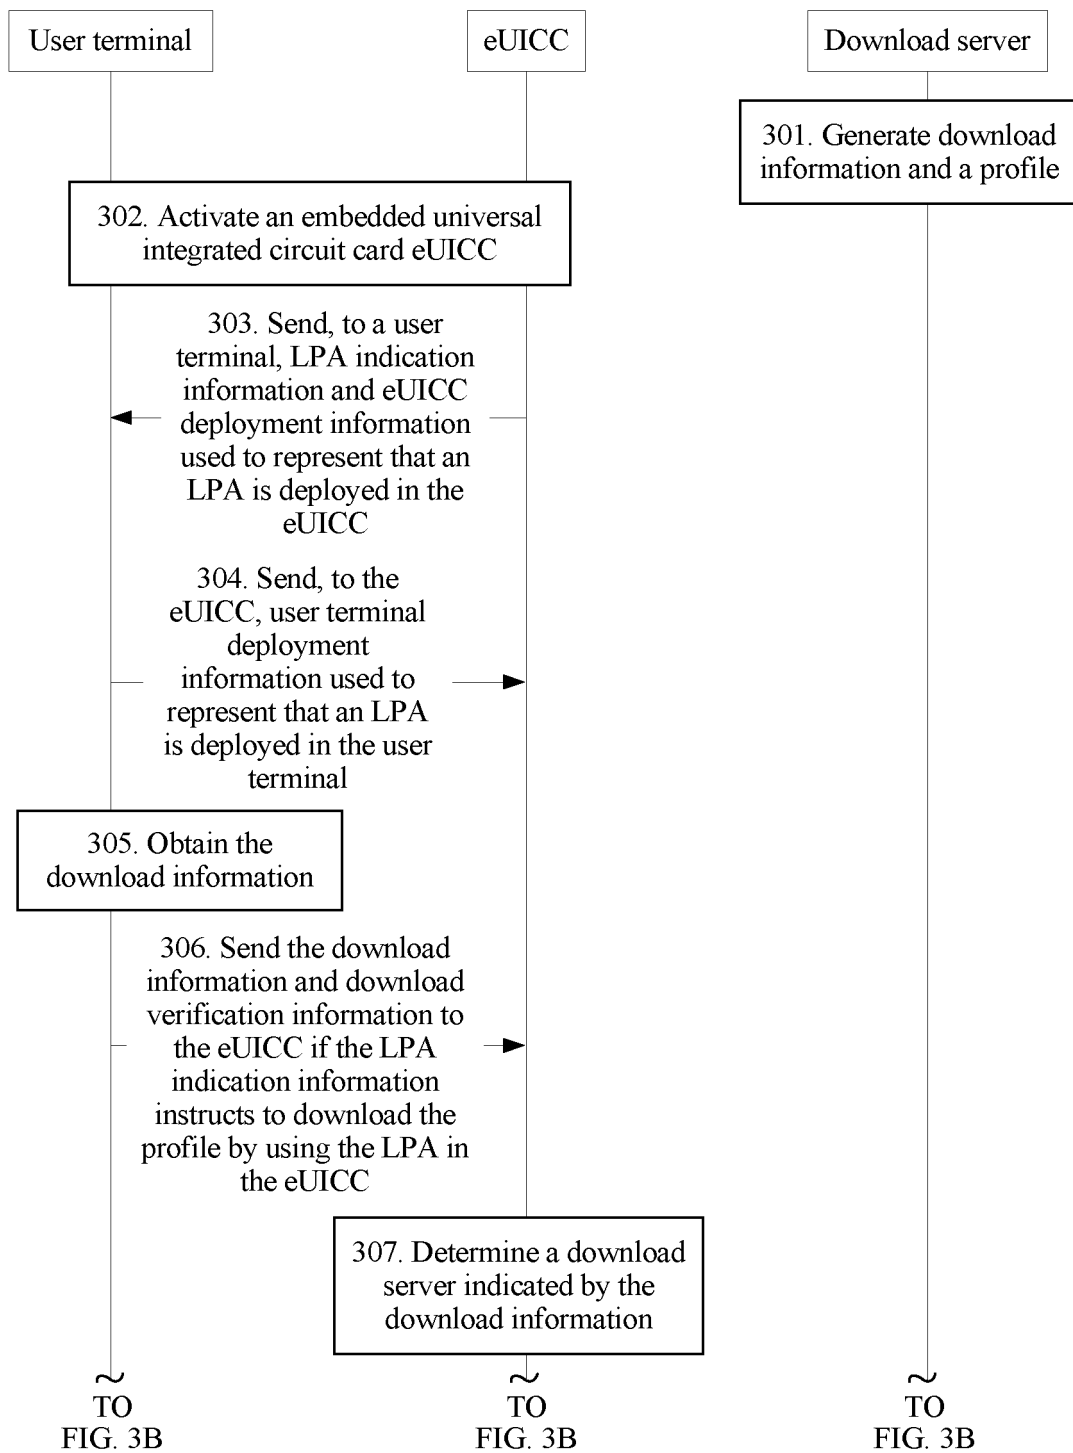 User terminal
eUICC
Download server
301. Generate download
information and a profile
302. Activate an embedded universal
integrated circuit card eUICC
303. Send, to a user
terminal, LPA indication
information and eUICC
deployment information
used to represent that an
LPA is deployed in the
eUICC
304. Send, to the
eUICC, user terminal
deployment
information used to
represent that an LPA
is deployed in the user
terminal
305. Obtain the
download information
306. Send the download
information and download
verification information to
the eUICC if the LPA
indication information
instructs to download the
profile by using the LPA in
the eUICC
307. Determine a download
server indicated by the
download information
TO
FIG. 3B
TO
FIG. 3B
TO
FIG. 3B